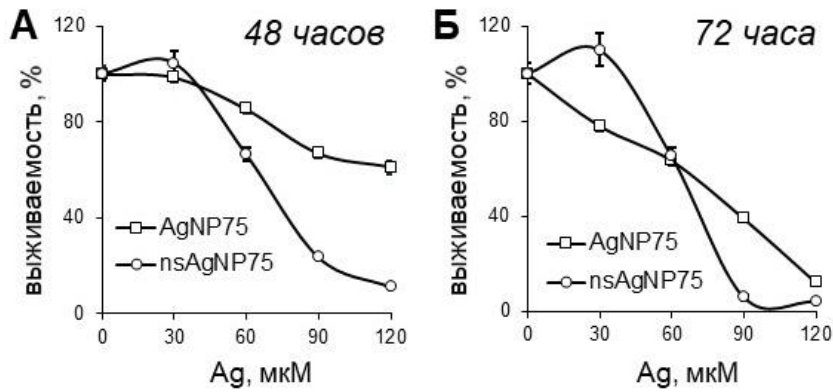 А
48 часов
выживаемость, %
120
80
40
0
AgNP75
nsAgNP75
0 30 60 90 120
Ag, мкМ
Б
72 часа
выживаемость, %
120
80
40
0
AgNP75
nsAgNP75
0 30 60 90 120
Ag, мкМ